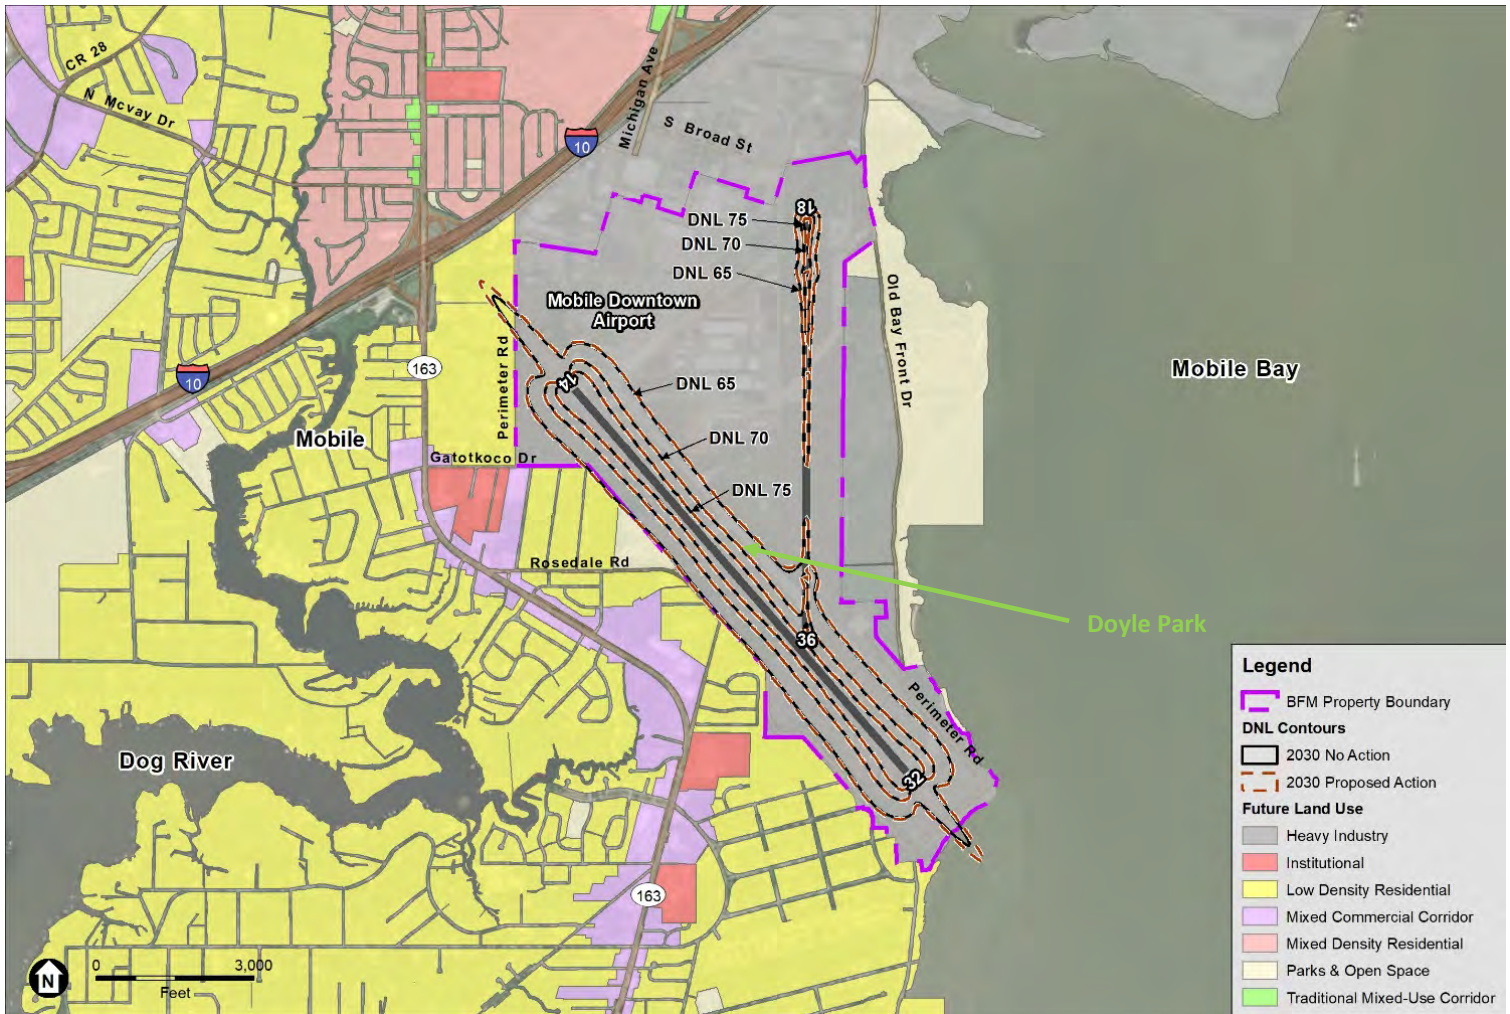 CR 28
N Mcvay Dr
Michigan Ave
S Broad St
10
18
DNL 75
DNL 70
DNL 65
Mobile Downtown
Airport
Old Bay Front Dr
Perimeter Rd
163
10
14
DNL 65
Mobile Bay
Mobile
DNL 70
Gatotkoco Dr
DNL 75
Rosedale Rd
Doyle Park
36
Perimeter Rd
Dog River
32
163
0 3,000
Feet
N
Legend
BFM Property Boundary
DNL Contours
2030 No Action
2030 Proposed Action
Future Land Use
Heavy Industry
Institutional
Low Density Residential
Mixed Commercial Corridor
Mixed Density Residential
Parks & Open Space
Traditional Mixed-Use Corridor